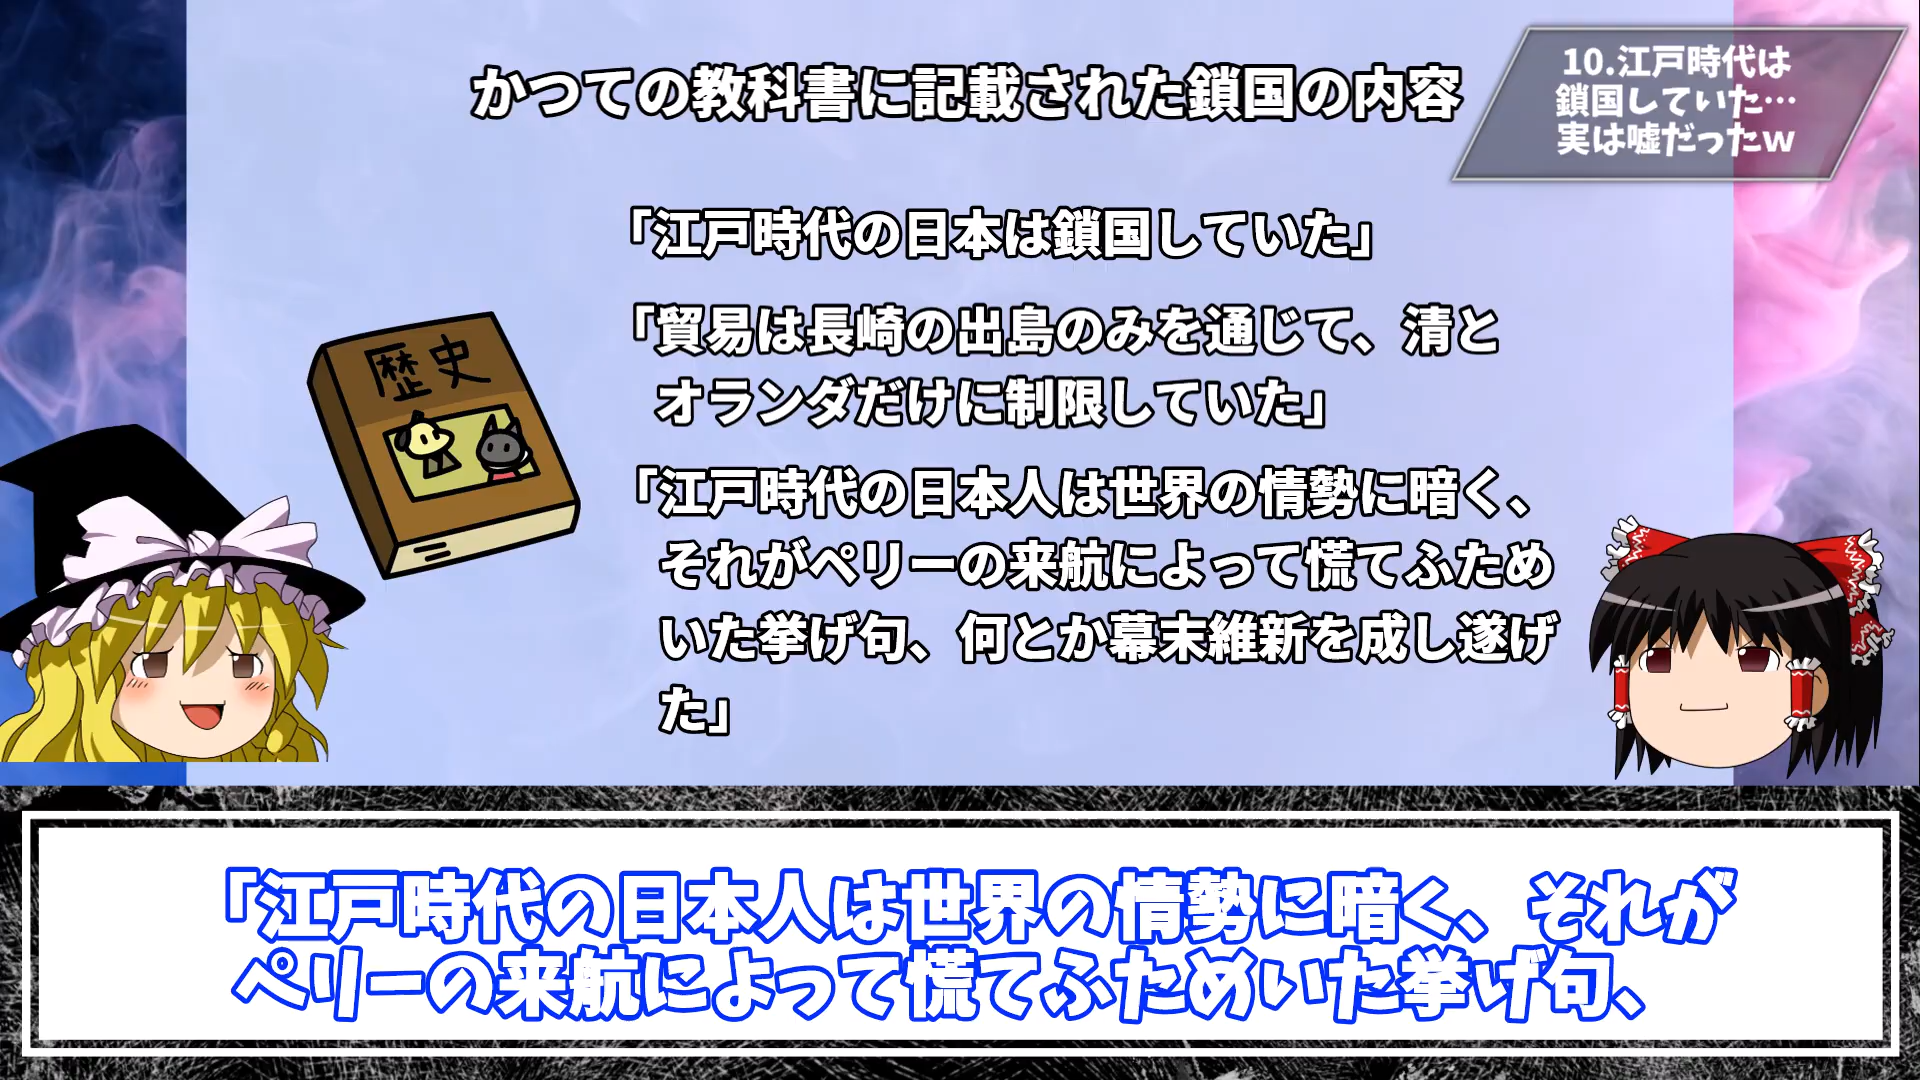 かつての教科書に記載された鎖国の内容
10.江戸時代は
鎖国していた…
実は嘘だったw
「江戸時代の日本は鎖国していた」
「貿易は長崎の出島のみを通じて、清と
オランダだけに制限していた」
歴史
「江戸時代の日本人は世界の情勢に暗く、
それがペリーの来航によって慌てふため
いた挙げ句、何とか幕末維新を成し遂げ
た」
「江戸時代の日本人は世界の情勢に暗く、それが
ペリーの来航によって慌てふためいた挙げ句、